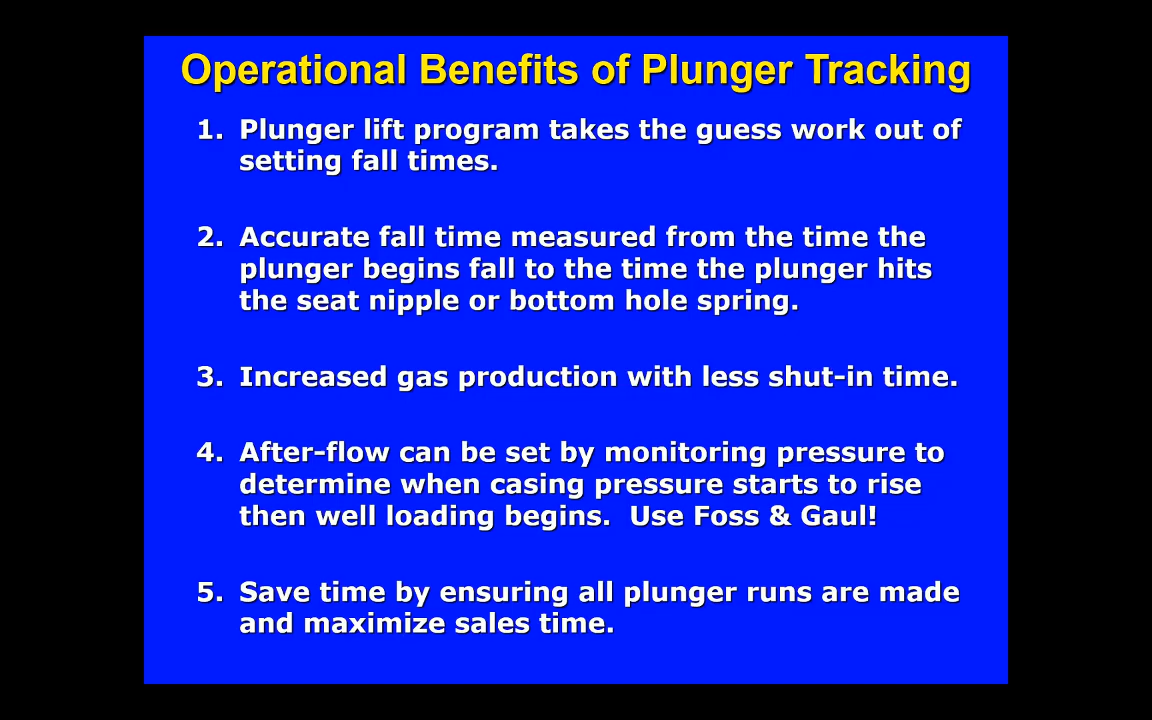 Operational Benefits of Plunger Tracking
1. Plunger lift program takes the guess work out of
setting fall times.
2. Accurate fall time measured from the time the
plunger begins fall to the time the plunger hits
the seat nipple or bottom hole spring.
3. Increased gas production with less shut-in time.
4. After-flow can be set by monitoring pressure to
determine when casing pressure starts to rise
then well loading begins.  Use Foss & Gaul!
5. Save time by ensuring all plunger runs are made
and maximize sales time.